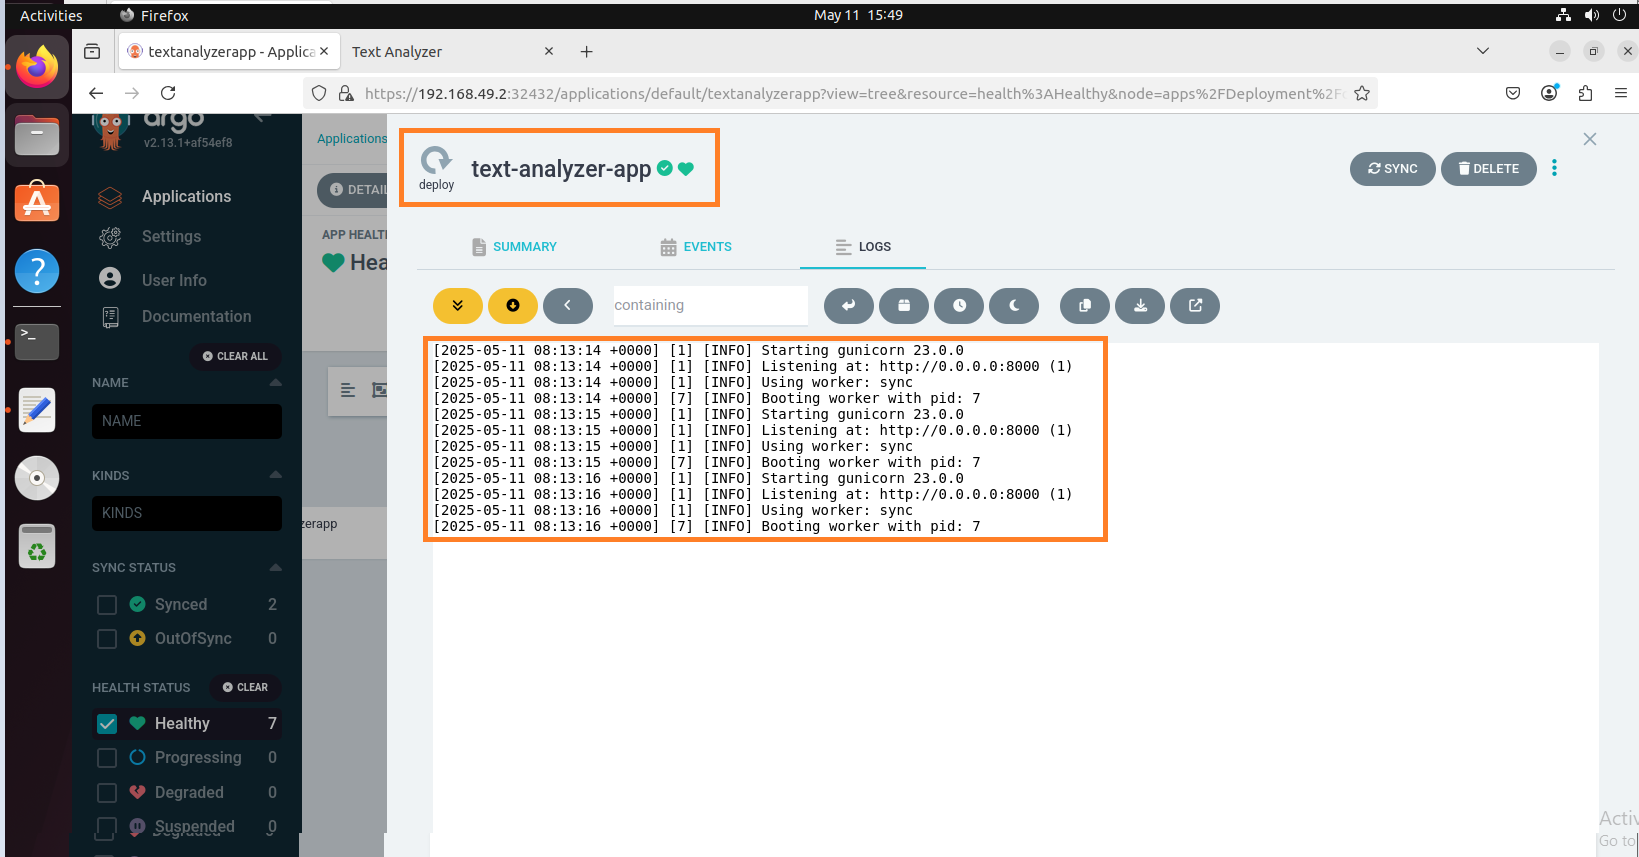 Activities
Firefox
May 11 15:49
textanalyzerapp - Applica
Text Analyzer
https://192.168.49.2:32432/applications/default/textanalyzerapp?view=tree&resource=health%3AHealthy&node=apps%2FDeployment%2F
argo
v2.13.1+af54ef8
Applications
Settings
User Info
Documentation
CLEAR ALL
NAME
NAME
KINDS
KINDS
SYNC STATUS
Synced 2
OutOfSync 0
HEALTH STATUS
CLEAR
Healthy 7
Progressing 0
Degraded 0
Suspended 0
Applications
DETAIL
APP HEALT
Hea
zerapp
deploy
text-analyzer-app
SYNC
DELETE
SUMMARY
EVENTS
LOGS
containing
[2025-05-11 08:13:14 +0000] [1] [INFO] Starting gunicorn 23.0.0
[2025-05-11 08:13:14 +0000] [1] [INFO] Listening at: http://0.0.0.0:8000 (1)
[2025-05-11 08:13:14 +0000] [1] [INFO] Using worker: sync
[2025-05-11 08:13:14 +0000] [7] [INFO] Booting worker with pid: 7
[2025-05-11 08:13:15 +0000] [1] [INFO] Starting gunicorn 23.0.0
[2025-05-11 08:13:15 +0000] [1] [INFO] Listening at: http://0.0.0.0:8000 (1)
[2025-05-11 08:13:15 +0000] [1] [INFO] Using worker: sync
[2025-05-11 08:13:15 +0000] [7] [INFO] Booting worker with pid: 7
[2025-05-11 08:13:16 +0000] [1] [INFO] Starting gunicorn 23.0.0
[2025-05-11 08:13:16 +0000] [1] [INFO] Listening at: http://0.0.0.0:8000 (1)
[2025-05-11 08:13:16 +0000] [1] [INFO] Using worker: sync
[2025-05-11 08:13:16 +0000] [7] [INFO] Booting worker with pid: 7
Activ
Go to